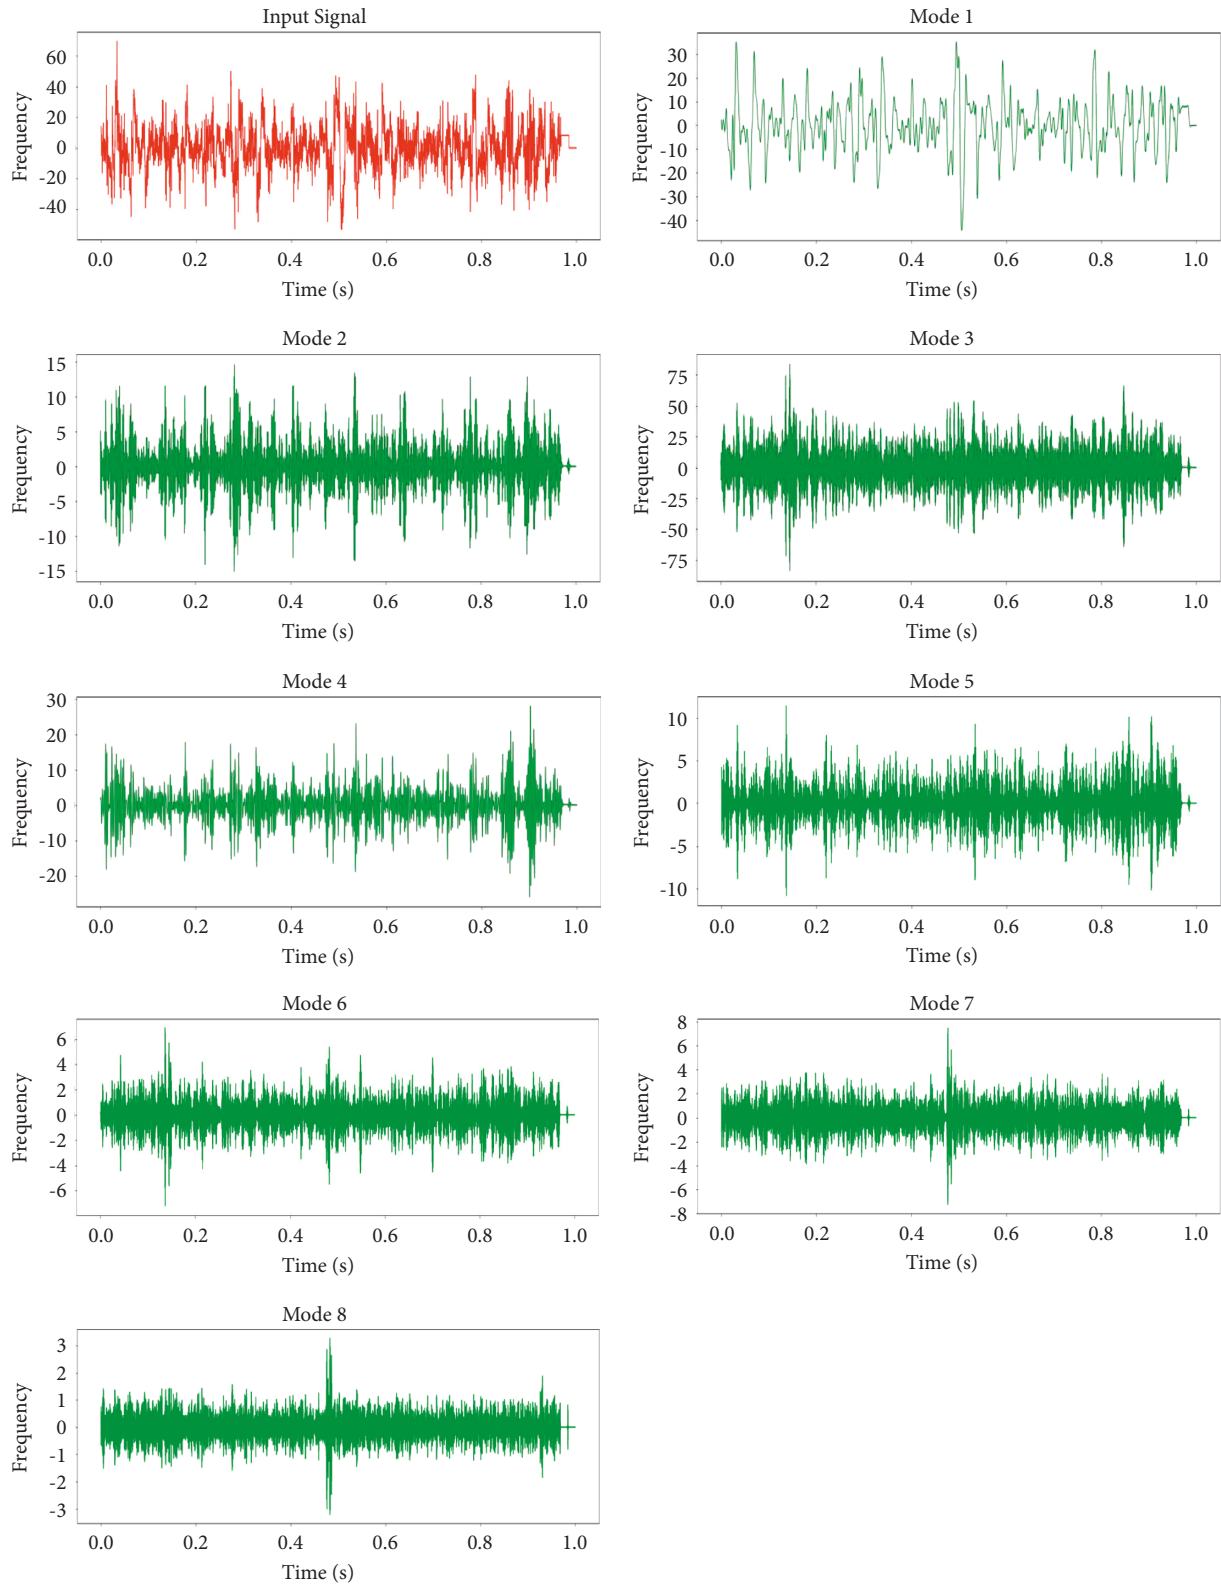 Input Signal
Frequency
60
40
20
0
-20
-40
0.0 0.2 0.4 0.6 0.8 1.0
Time (s)
Mode 1
Frequency
30
20
10
0
-10
-20
30
-40
0.0 0.2 0.4 0.6 0.8 1.0
Time (s)
Mode 2
Frequency
15
10
5
0
-5
-10
-15
0.0 0.2 0.4 0.6 0.8 1.0
Time (s)
Mode 3
Frequency
75
50
25
0
-25
-50
-75
0.0 0.2 0.4 0.6 0.8 1.0
Time (s)
Mode 4
Frequency
30
20
10
0
-10
-20
0.0 0.2 0.4 0.6 0.8 1.0
Time (s)
Mode 5
Frequency
10
5
0
-5
-10
0.0 0.2 0.4 0.6 0.8 1.0
Time (s)
Mode 6
Frequency
6
4
2
0
-2
-4
-6
0.0 0.2 0.4 0.6 0.8 1.0
Time (s)
Mode 7
Frequency
8
6
4
2
0
-2
-4
-6
-8
0.0 0.2 0.4 0.6 0.8 1.0
Time (s)
Mode 8
Frequency
3
2
1
0
-1
-2
-3
0.0 0.2 0.4 0.6 0.8 1.0
Time (s)